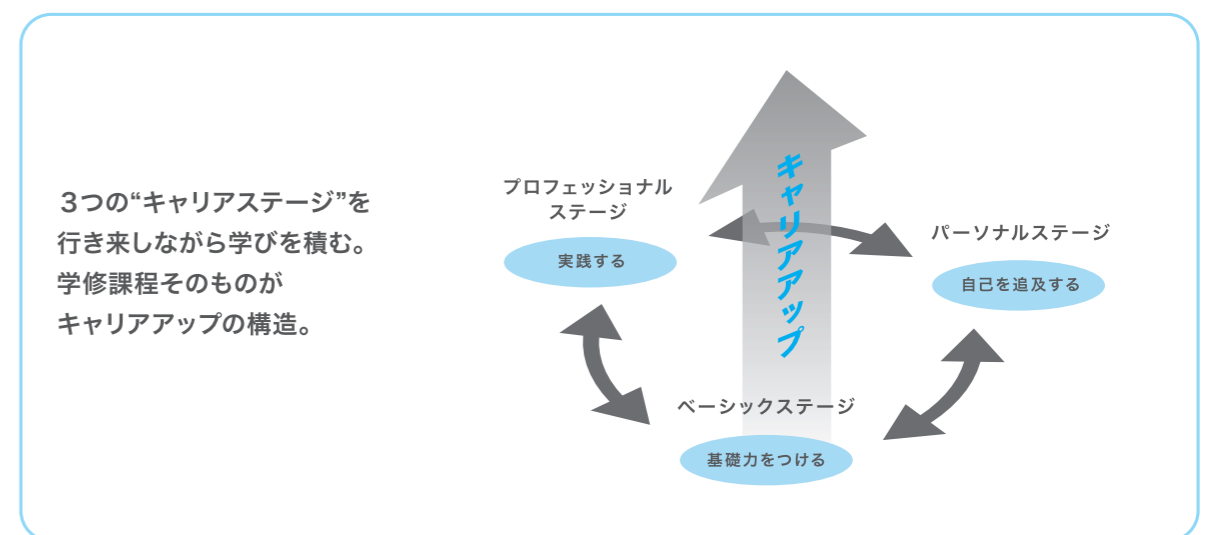 ３つの“キャリアステージ”を
行き来しながら学びを積む。
学修課程そのものが
キャリアアップの構造。
キャリアアップ
プロフェッショナル
ステージ
実践する
パーソナルステージ
自己を追及する
ベーシックステージ
基礎力をつける